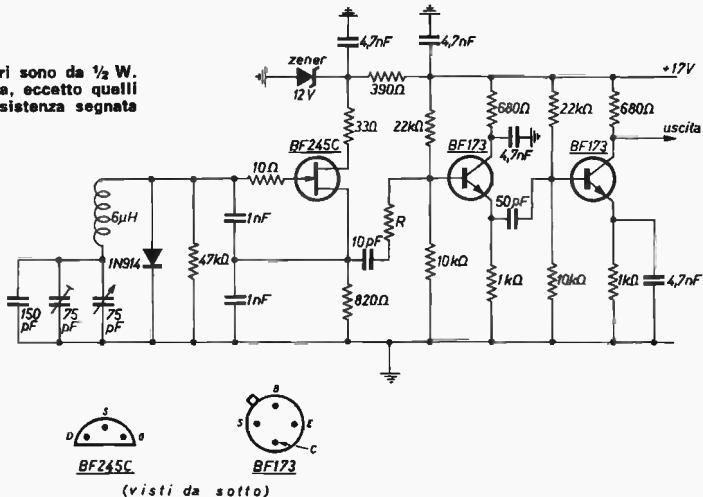 ri sono da ½ W.
a, eccetto quelli
sistenza segnata
4,7nF
4,7nF
zener
12V
390Ω
+17V
33Ω
22kΩ
680Ω
22kΩ
680Ω
BF245C
BF173
4,7nF
BF173
uscita
10Ω
6µH
1N914
47kΩ
1nF
10pF
R
50pF
150
pF
75
pF
75
pF
1nF
820Ω
10kΩ
1kΩ
10kΩ
1kΩ
4,7nF
D
S
G
BF245C
B
S
E
C
BF173
(visti da sotto)